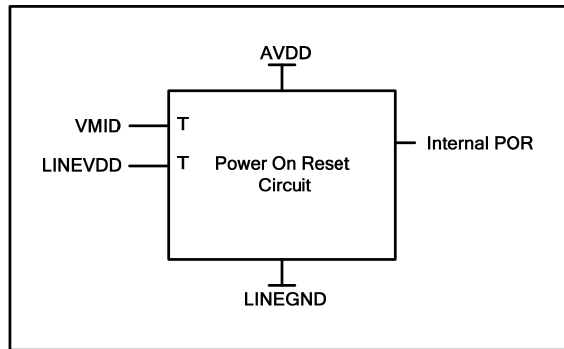 AVDD
VMID
T
Internal POR
LINEVDD
T
Power On Reset
Circuit
LINEGND